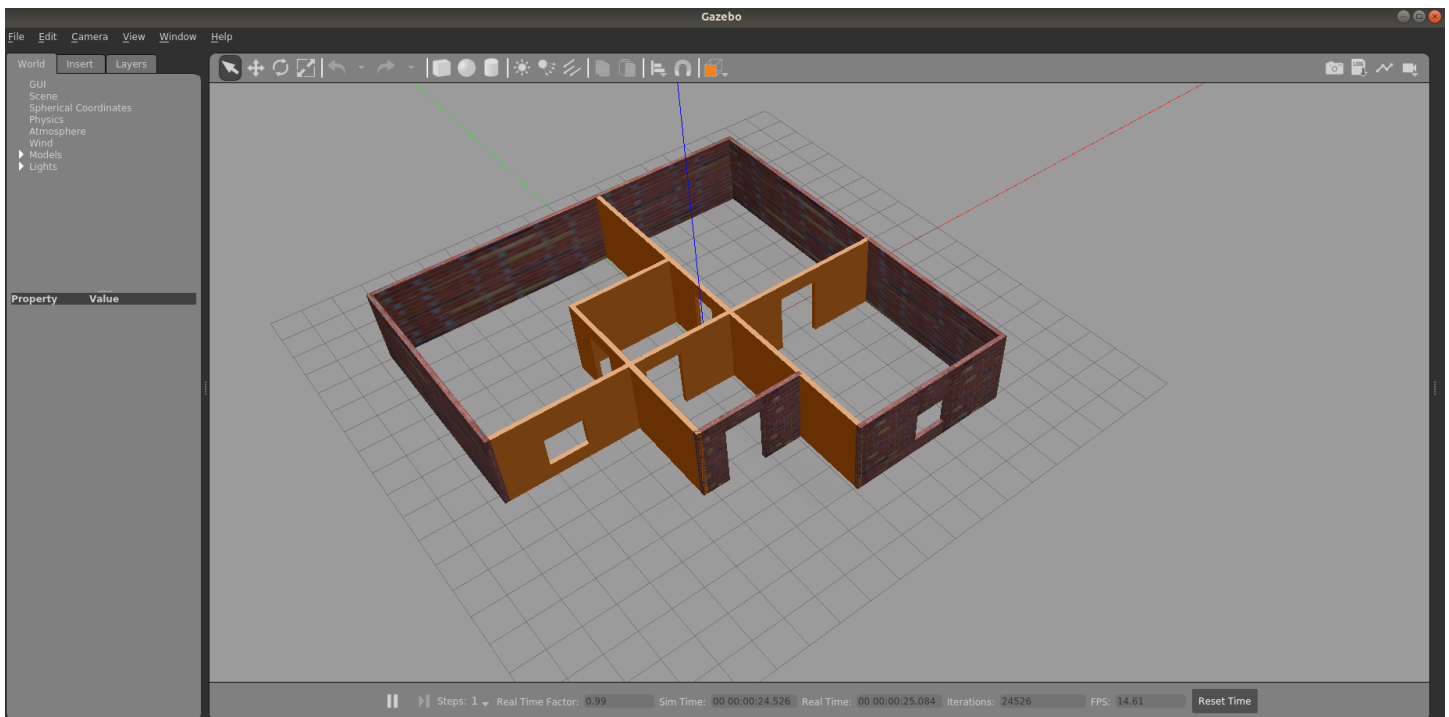 Gazebo
File Edit Camera View Window Help
World Insert Layers
GUI
Scene
Spherical Coordinates
Physics
Atmosphere
Wind
Models
Lights
Property Value
LOG
Steps: 1 Real Time Factor: 0.99 Sim Time: 00 00:00:24.526 Real Time: 00 00:00:25.084 Iterations: 24526 FPS: 14.61 Reset Time